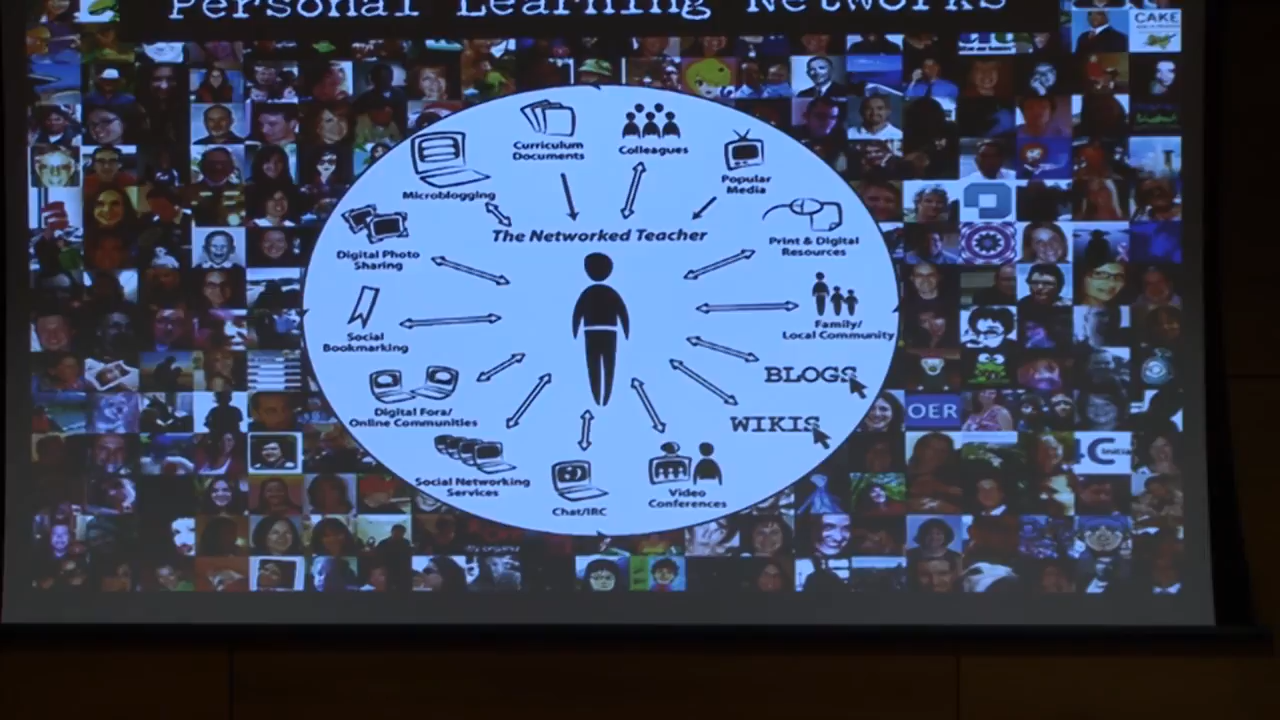 Personal Learning Networks
CAKE
Curriculum
Documents
Colleagues
Microblogging
Popular
Media
The Networked Teacher
Digital Photo
Sharing
Print & Digital
Resources
Social
Bookmarking
Family/
Local Community
BLOGS
Digital Fora/
Online Communities
OER
WIKIS
Social Networking
Services
Chat/IRC
Video
Conferences